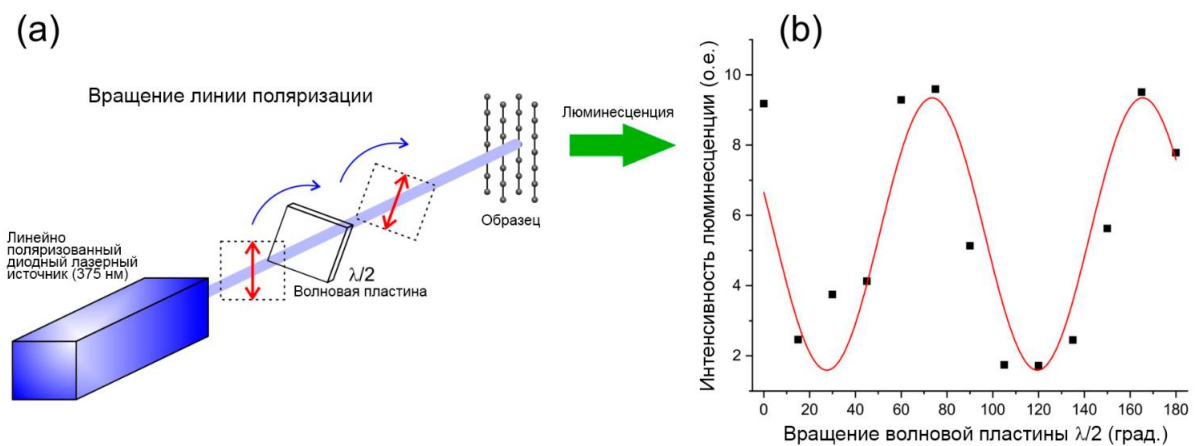 (a)
Вращение линии поляризации
Линейно
поляризованный
диодный лазерный
источник (375 нм)
λ/2
Волновая пластина
Образец
Люминесценция
(b)
Интенсивность люминесценции (о.е.)
10
8
6
4
2
0 20 40 60 80 100 120 140 160 180
Вращение волновой пластины λ/2 (град.)